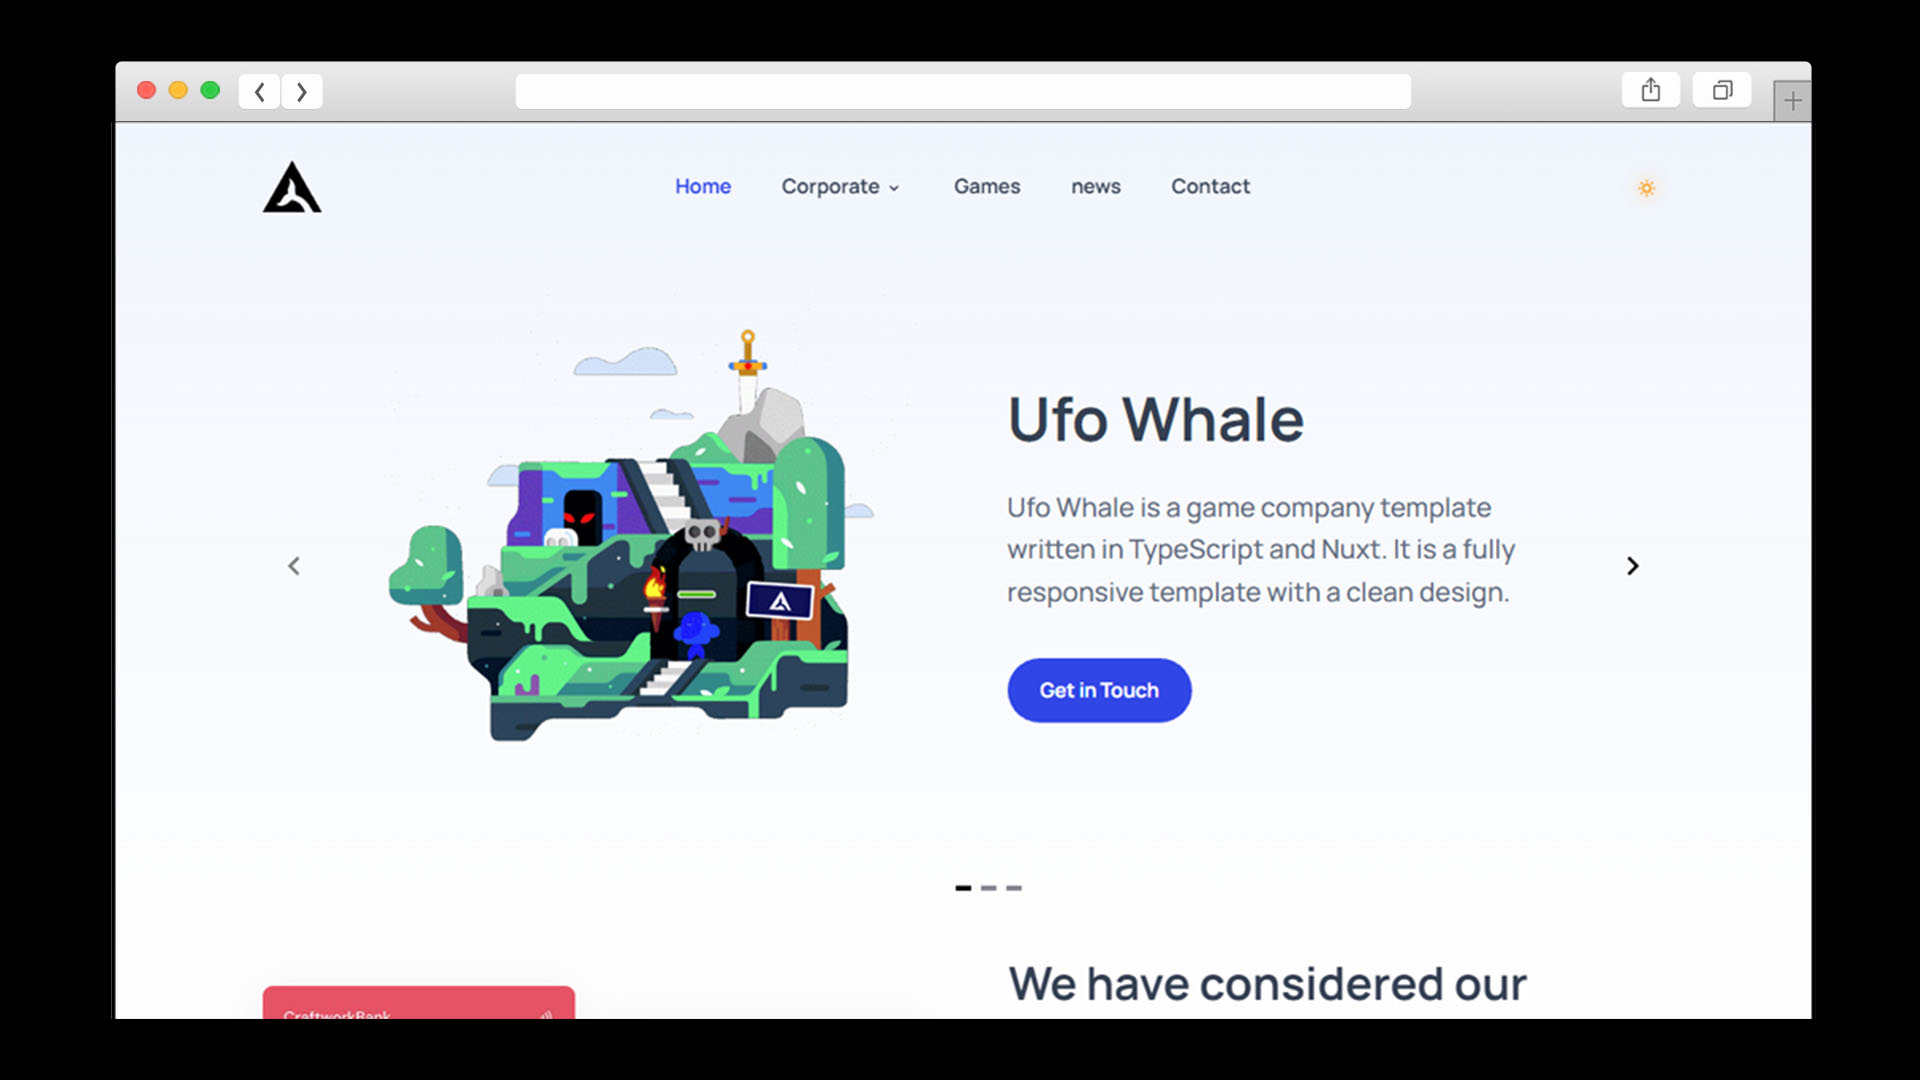 Home Corporate Games news Contact
Ufo Whale
Ufo Whale is a game company template
written in TypeScript and Nuxt. It is a fully
responsive template with a clean design.
Get in Touch
We have considered our
CraftworkBank